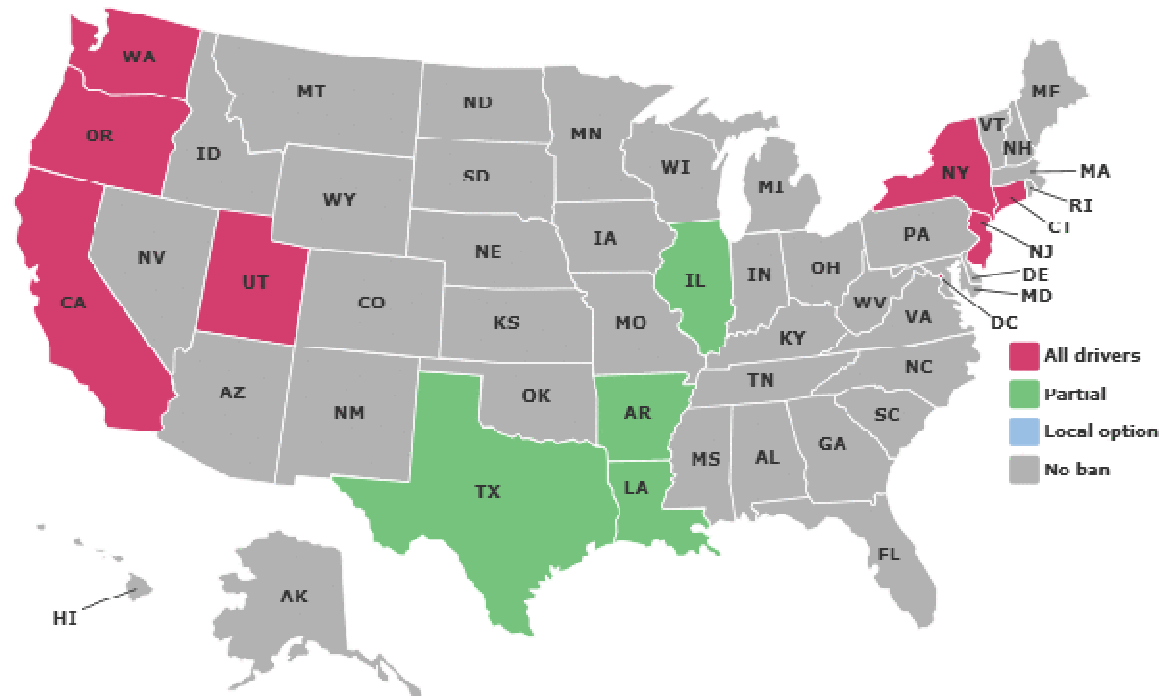 WA
MT
ND
MN
OR
ID
SD
WI
MI
MF
VT
NH
NY
MA
RI
CT
WY
NV
UT
CA
NE
IA
IL
IN
OH
PA
NJ
DE
MD
DC
CO
KS
MO
WV
VA
KY
AZ
NM
OK
AR
TN
NC
SC
TX
LA
MS
AL
GA
FL
HI
AK
All drivers
Partial
Local option
No ban